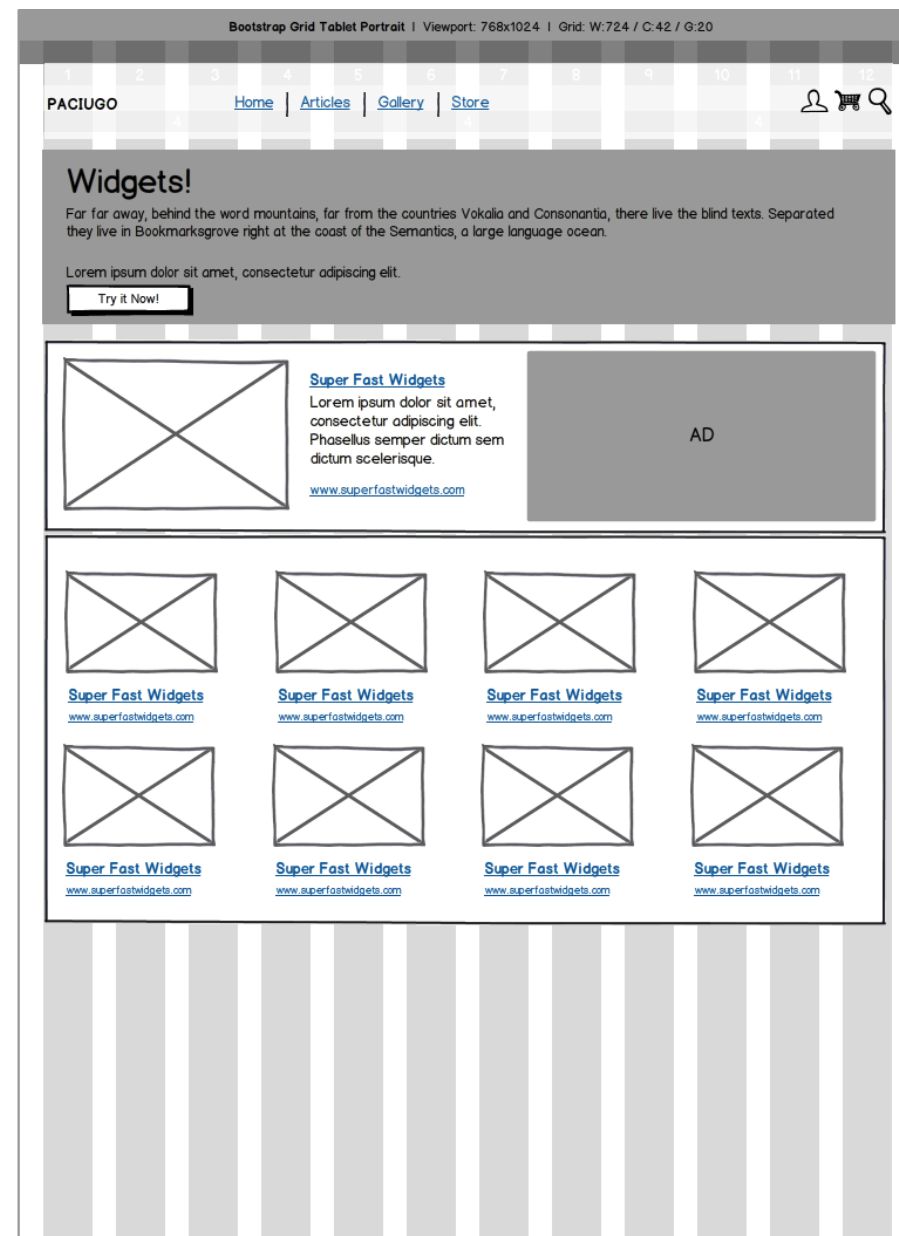 Bootstrap Grid Tablet Portrait | Viewport: 768x1024 | Grid: W:724 / C:42 / G:20
1 2 3 4 5 6 7 8 9 10 11 12
PACIUGO Home | Articles | Gallery | Store
4 4 4
Widgets!
Far far away, behind the word mountains, far from the countries Vokalia and Consonantia, there live the blind texts. Separated
they live in Bookmarksgrove right at the coast of the Semantics, a large language ocean.
Lorem ipsum dolor sit amet, consectetur adipiscing elit.
Try it Now!
Super Fast Widgets
Lorem ipsum dolor sit amet,
consectetur adipiscing elit.
Phasellus semper dictum sem
dictum scelerisque.
www.superfastwidgets.com
AD
Super Fast Widgets Super Fast Widgets Super Fast Widgets Super Fast Widgets
www.superfastwidgets.com www.superfastwidgets.com www.superfastwidgets.com www.superfastwidgets.com
Super Fast Widgets Super Fast Widgets Super Fast Widgets Super Fast Widgets
www.superfastwidgets.com www.superfastwidgets.com www.superfastwidgets.com www.superfastwidgets.com